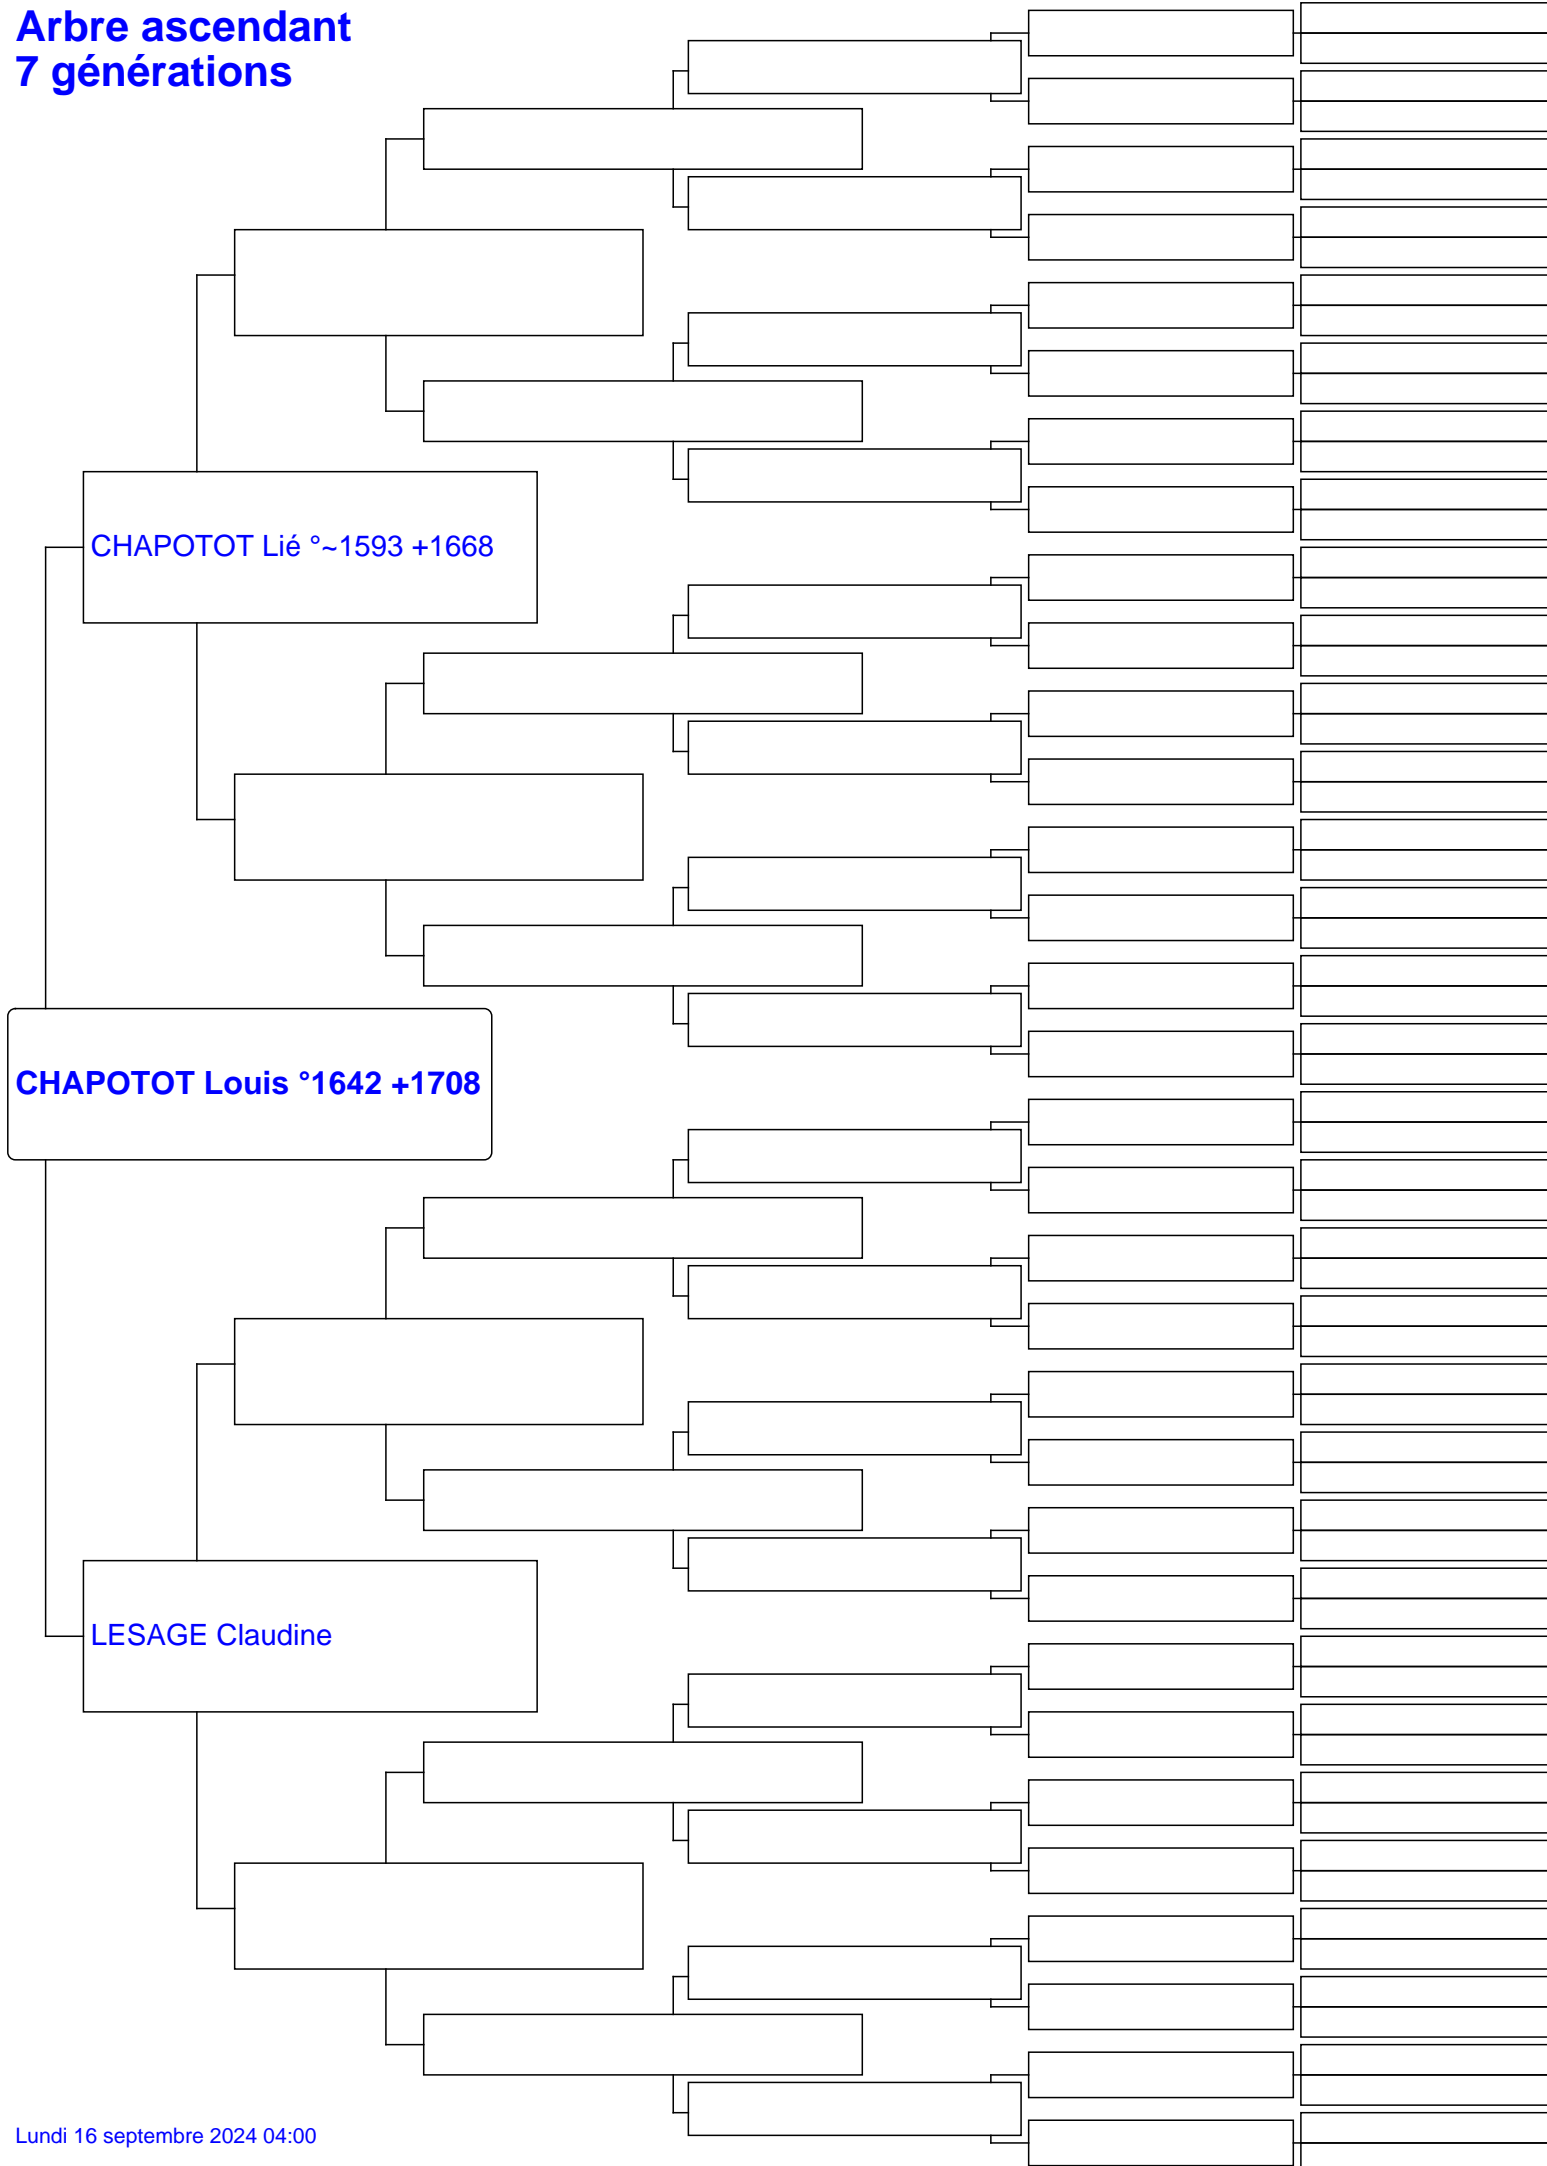 Arbre ascendant
7 générations
CHAPOTOT Lié °~1593 +1668
CHAPOTOT Louis °1642 +1708
LESAGE Claudine
Lundi 16 septembre 2024 04:00